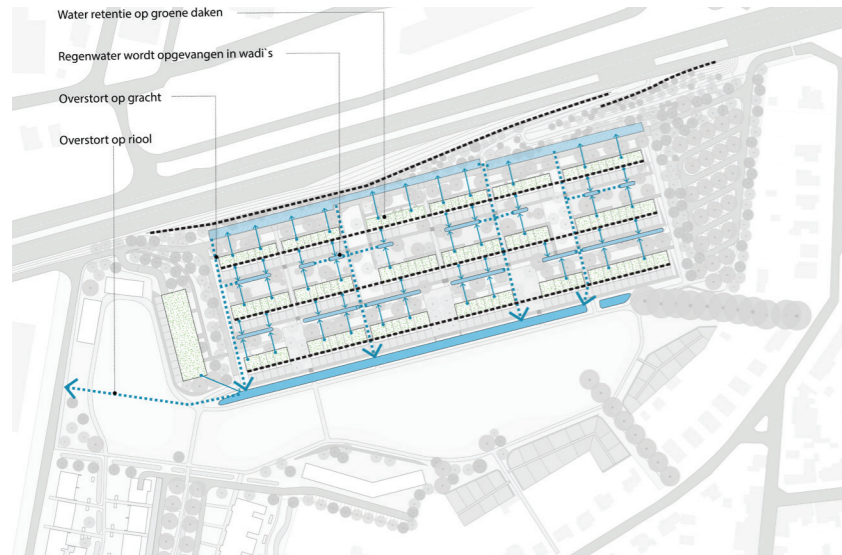 Water retentie op groene daken
Regenwater wordt opgevangen in wadi`s
Overstort op gracht
Overstort op riool